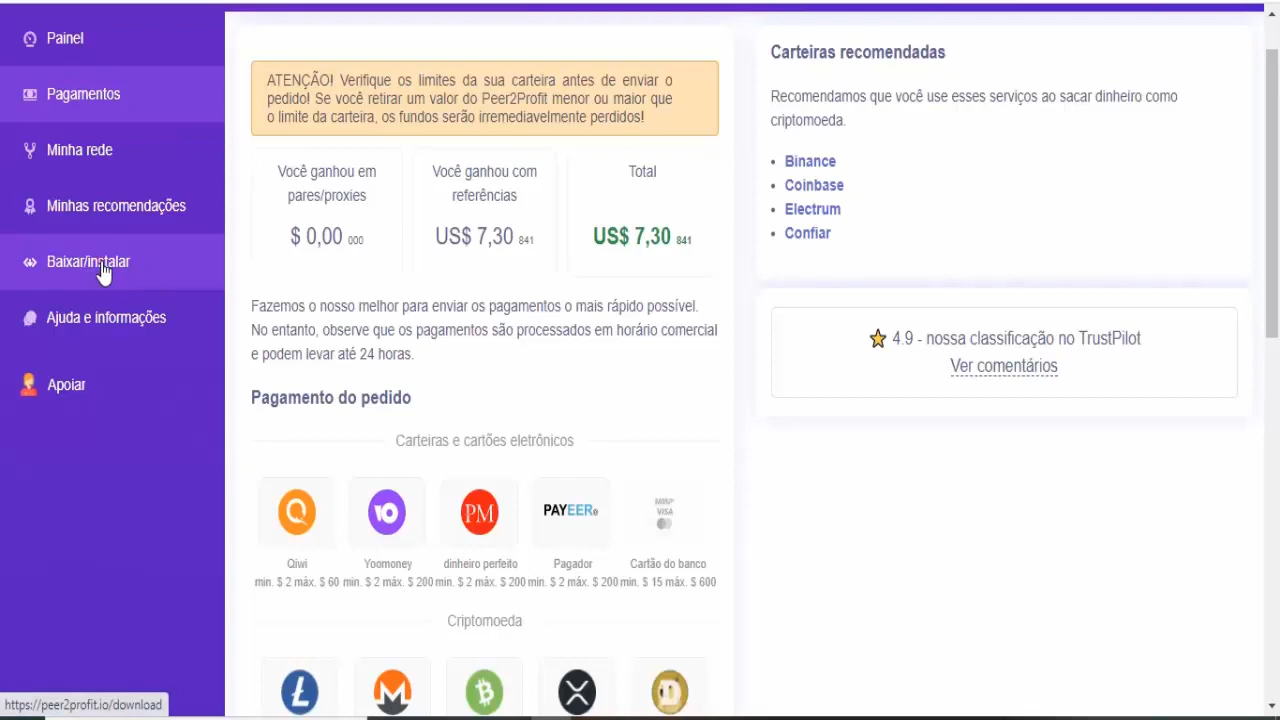 Painel
Pagamentos
Minha rede
Minhas recomendações
Baixar/instalar
Ajuda e informações
Apoiar
ATENÇÃO! Verifique os limites da sua carteira antes de enviar o
pedido! Se você retirar um valor do Peer2Profit menor ou maior que
o limite da carteira, os fundos serão irremediavelmente perdidos!
Você ganhou em
pares/proxies
$ 0,00 000
Você ganhou com
referências
US$ 7,30 841
Total
US$ 7,30 841
Fazemos o nosso melhor para enviar os pagamentos o mais rápido possível.
No entanto, observe que os pagamentos são processados em horário comercial
e podem levar até 24 horas.
Pagamento do pedido
Carteiras e cartões eletrônicos
PM
PAYEER
VISA
Qiwi
Yoomoney
dinheiro perfeito
Pagador
Cartão do banco
min. $ 2 máx. $ 60
min. $ 2 máx. $ 200
min. $ 2 máx. $ 200
min. $ 2 máx. $ 200
min. $ 15 máx. $ 600
Criptomoeda
Carteiras recomendadas
Recomendamos que você use esses serviços ao sacar dinheiro como
criptomoeda.
• Binance
• Coinbase
• Electrum
• Confiar
4.9 - nossa classificação no TrustPilot
Ver comentários
https://peer2profit.io/download